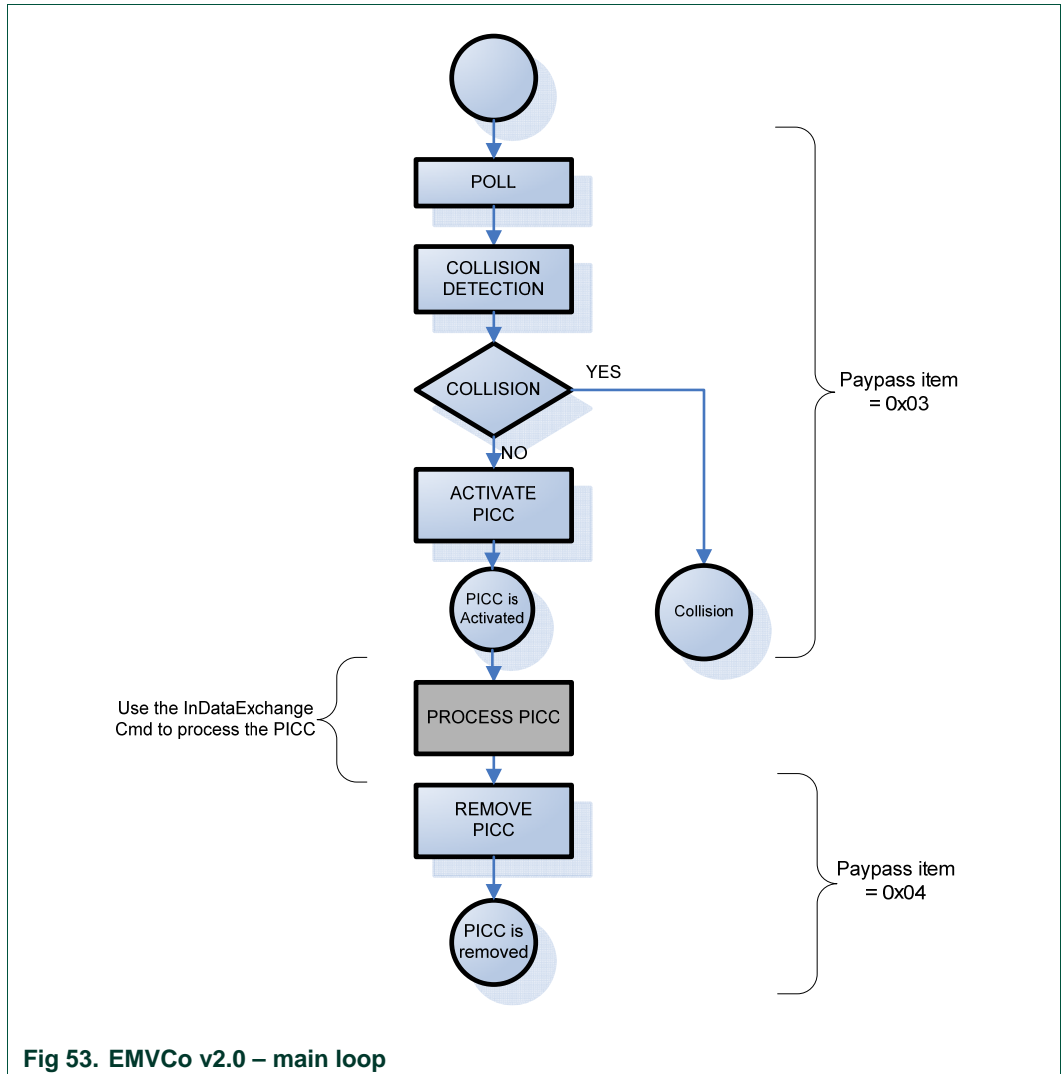 POLL
COLLISION
DETECTION
COLLISION
YES
NO
Paypass item
= 0x03
ACTIVATE
PICC
PICC is
Activated
Collision
Use the InDataExchange
Cmd to process the PICC
PROCESS PICC
REMOVE
PICC
Paypass item
= 0x04
PICC is
removed
Fig 53. EMVCo v2.0 – main loop